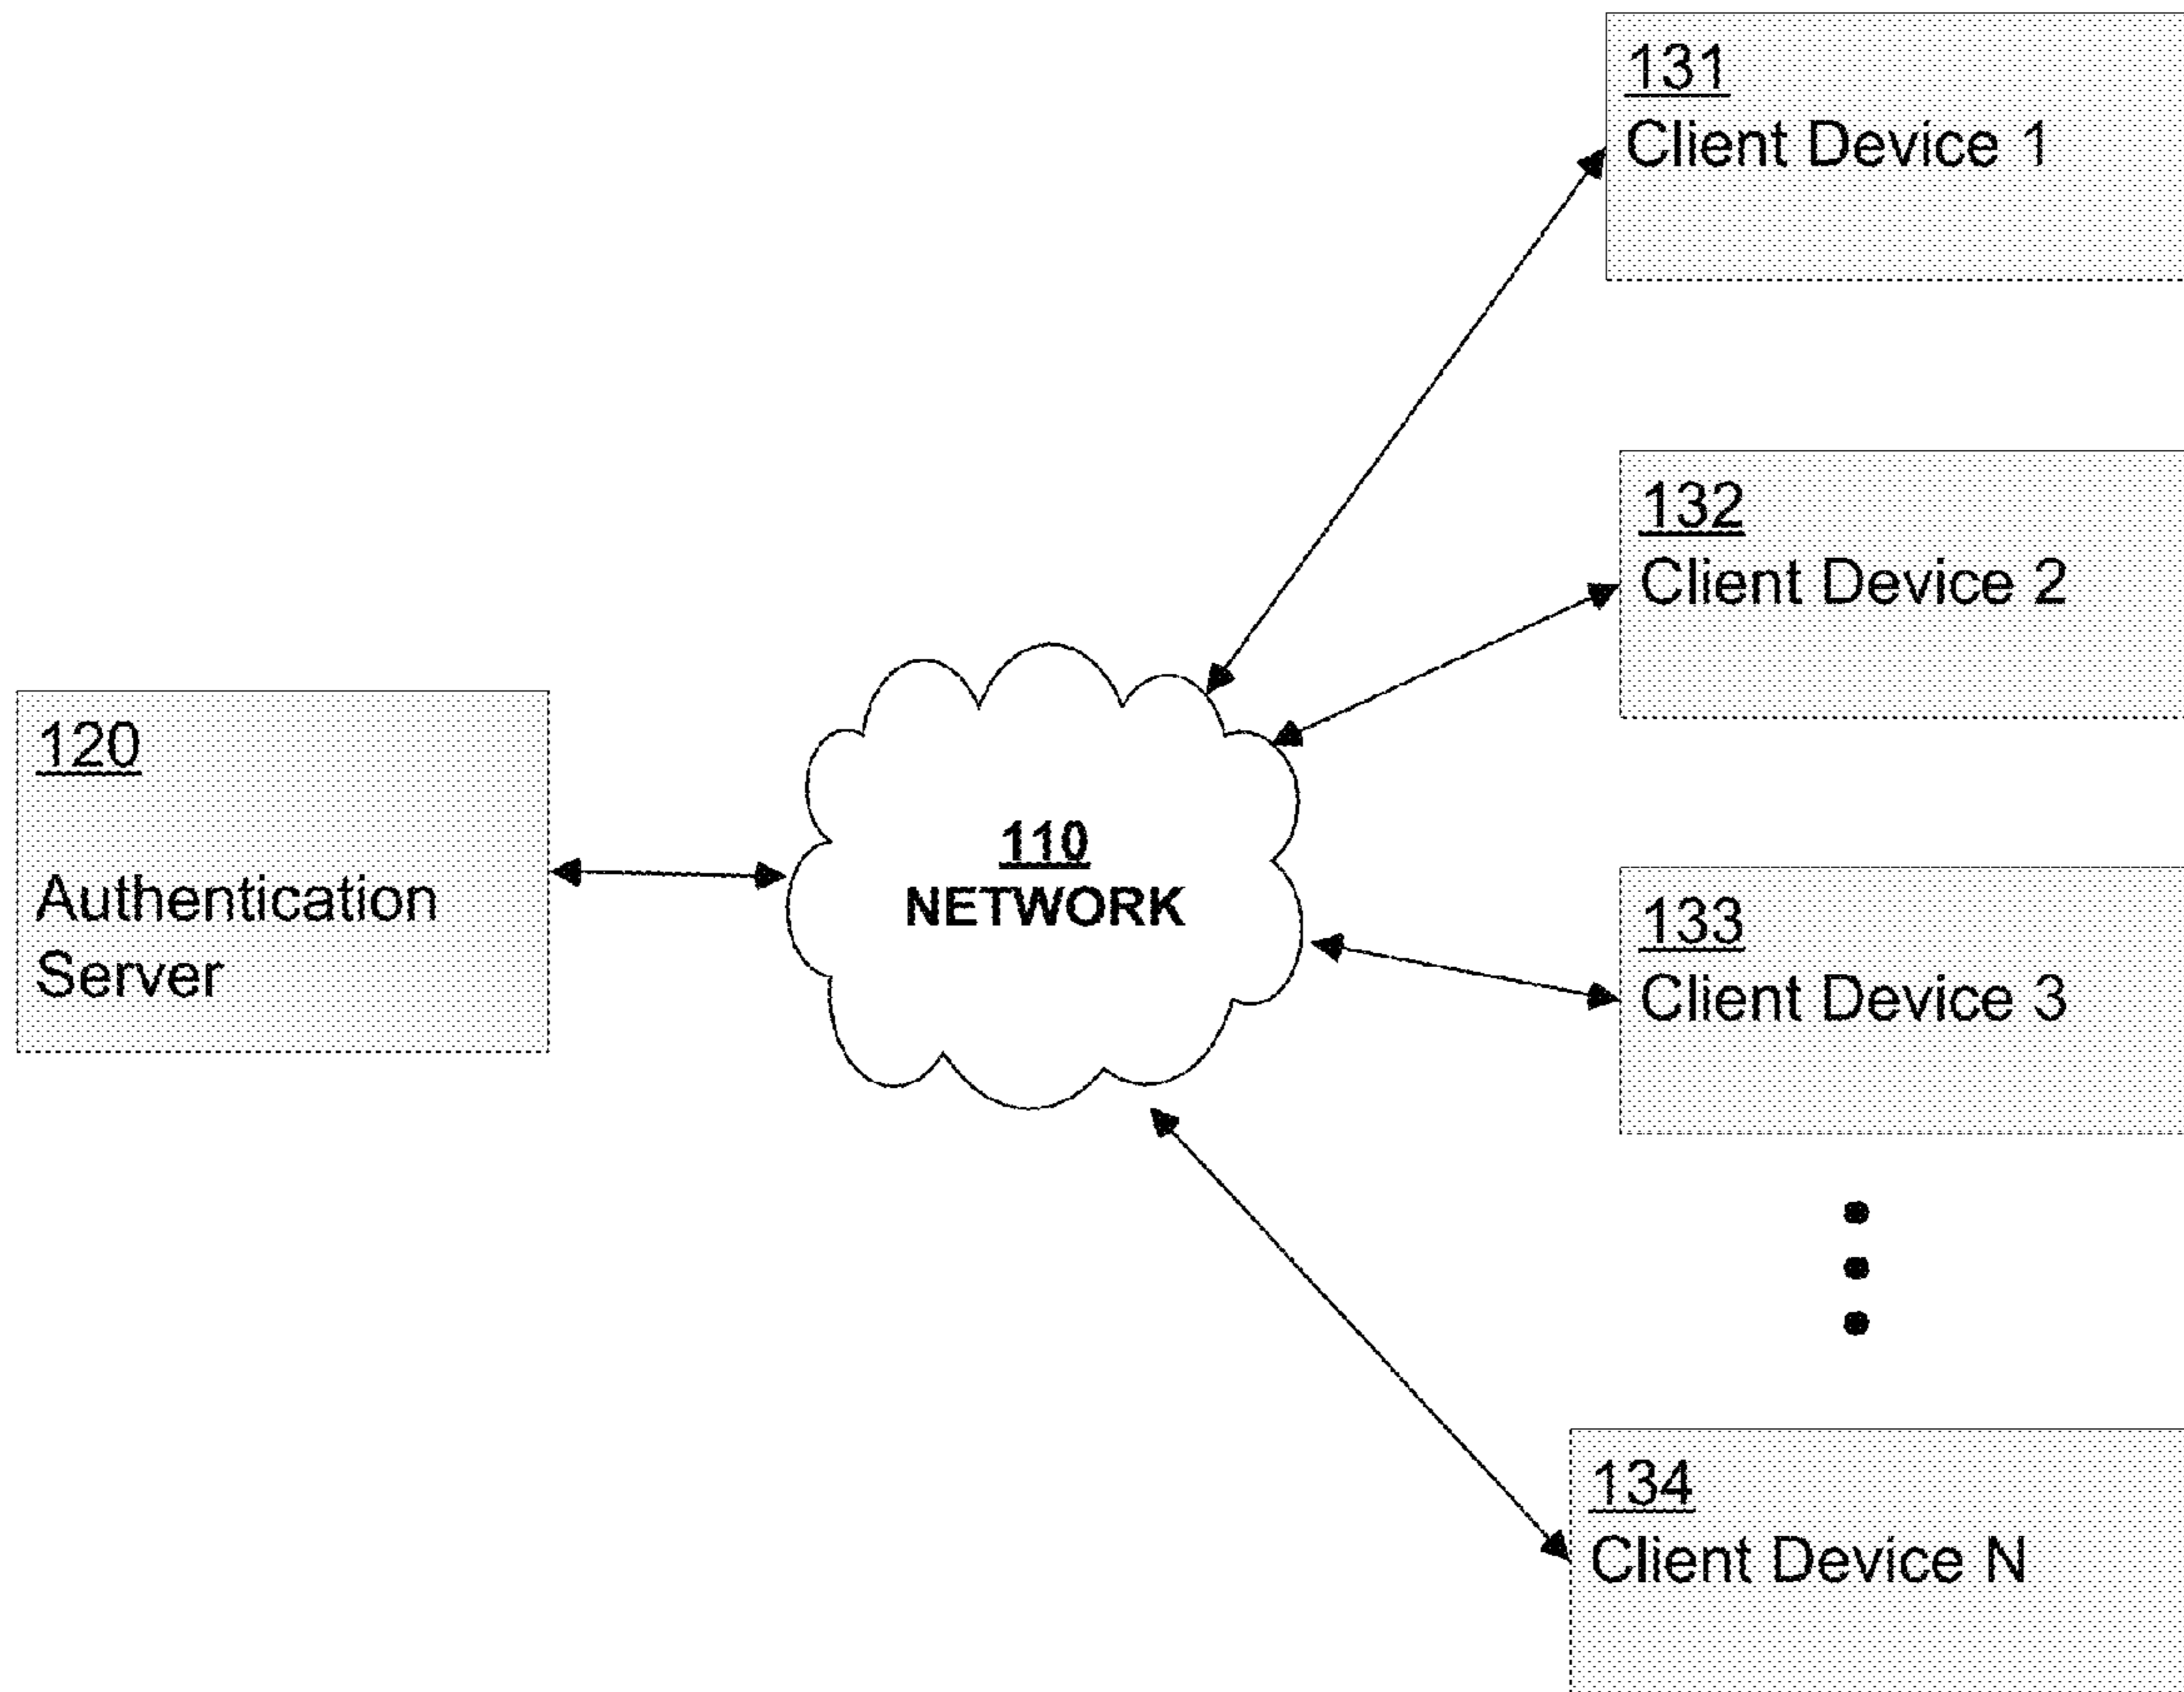 131
Client Device 1
132
Client Device 2
120
Authentication
Server
110
NETWORK
133
Client Device 3
134
Client Device N